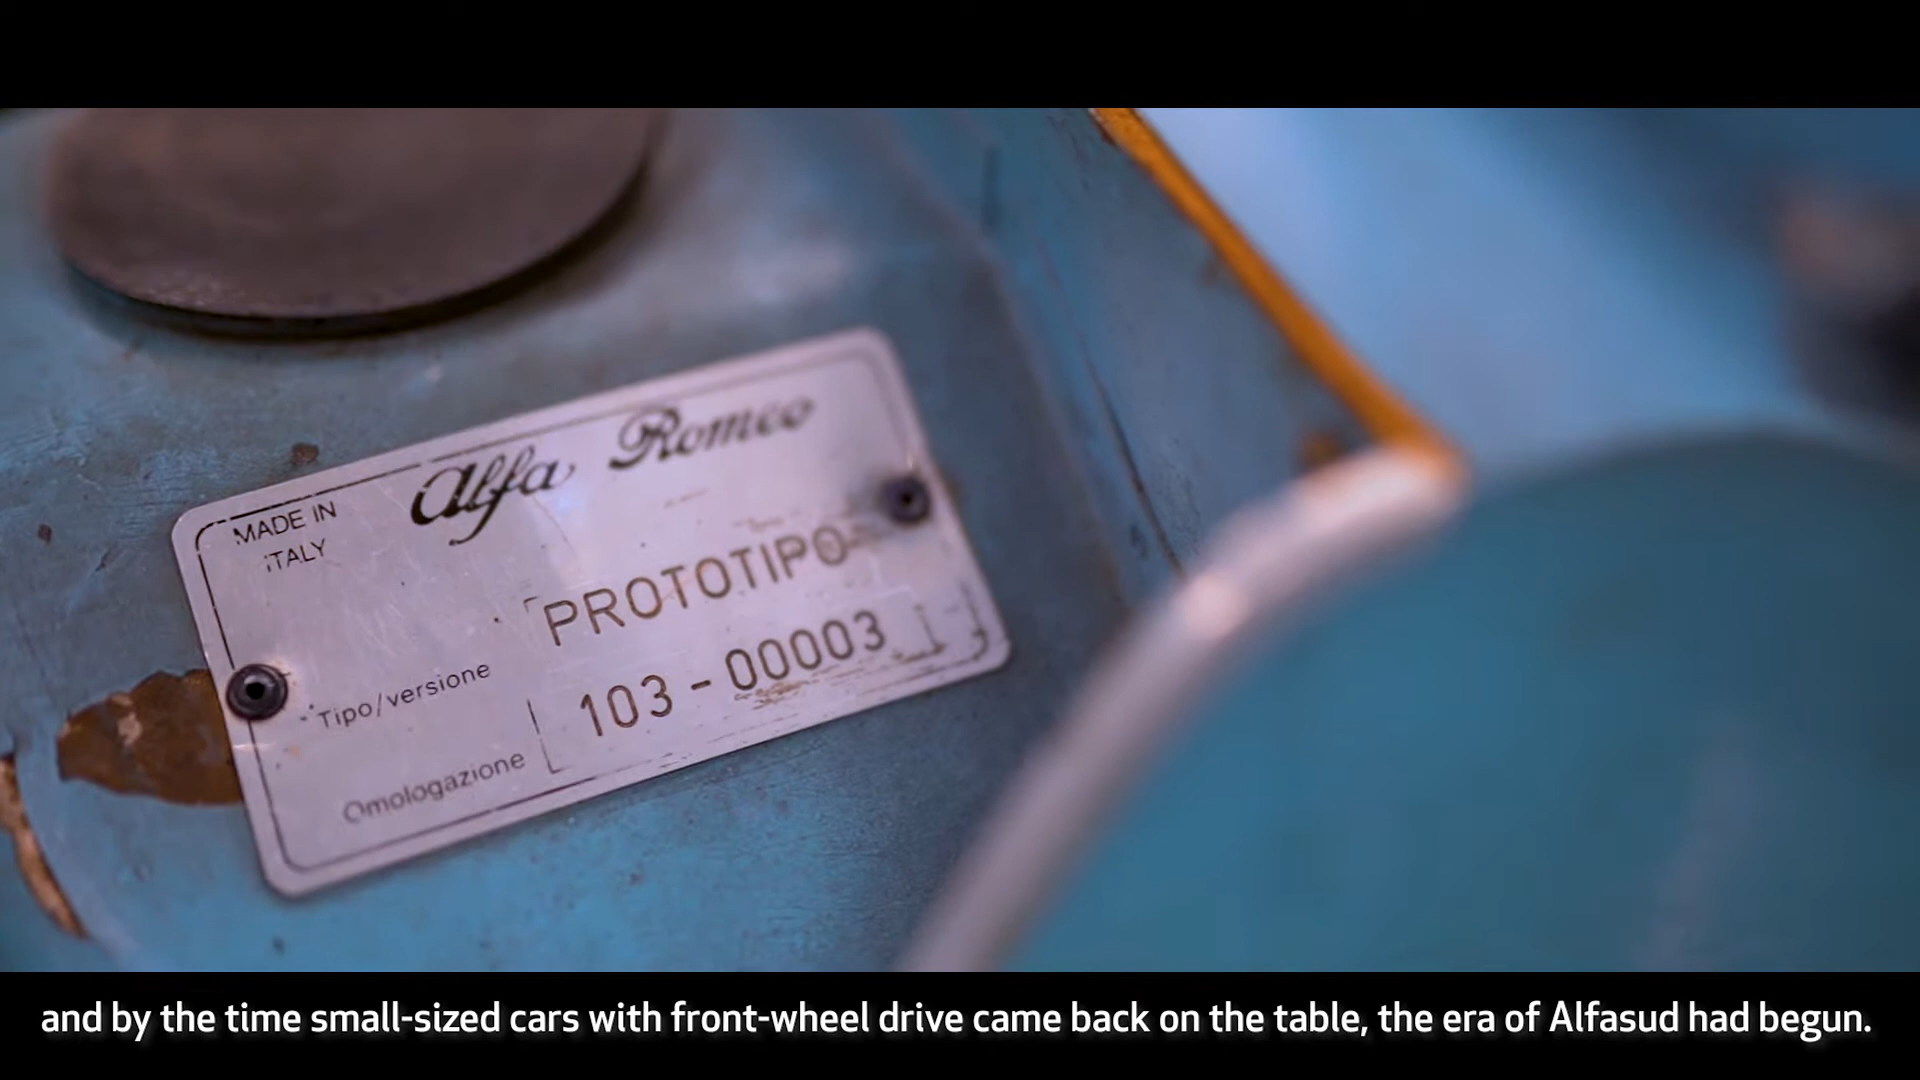 Alfa Romeo
MADE IN
ITALY
PROTOTIPO
Tipo/versione
103-00003
Omologazione
and by the time small-sized cars with front-wheel drive came back on the table, the era of Alfasud had begun.